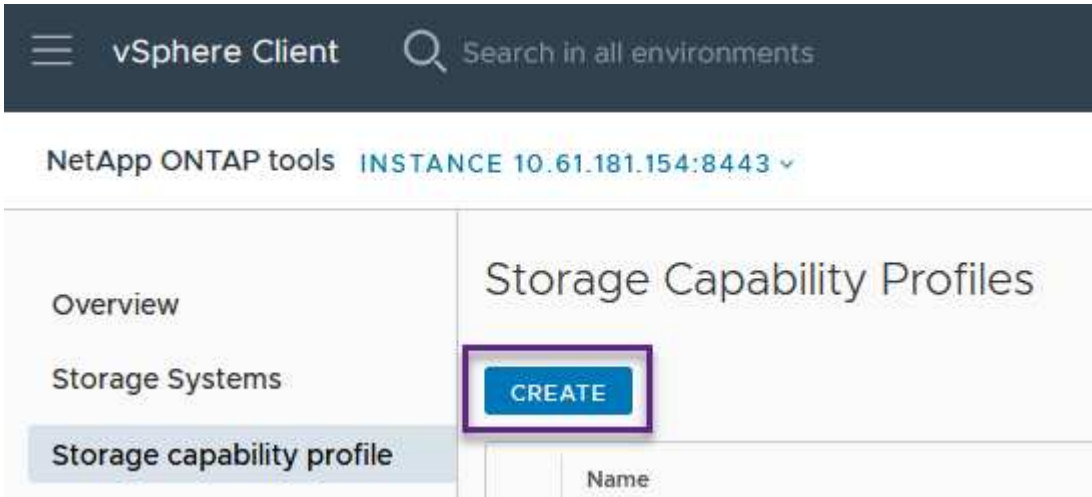 vSphere Client Search in all environments
NetApp ONTAP tools INSTANCE 10.61.181.154:8443
Overview
Storage Systems
Storage capability profile
Storage Capability Profiles
CREATE
Name